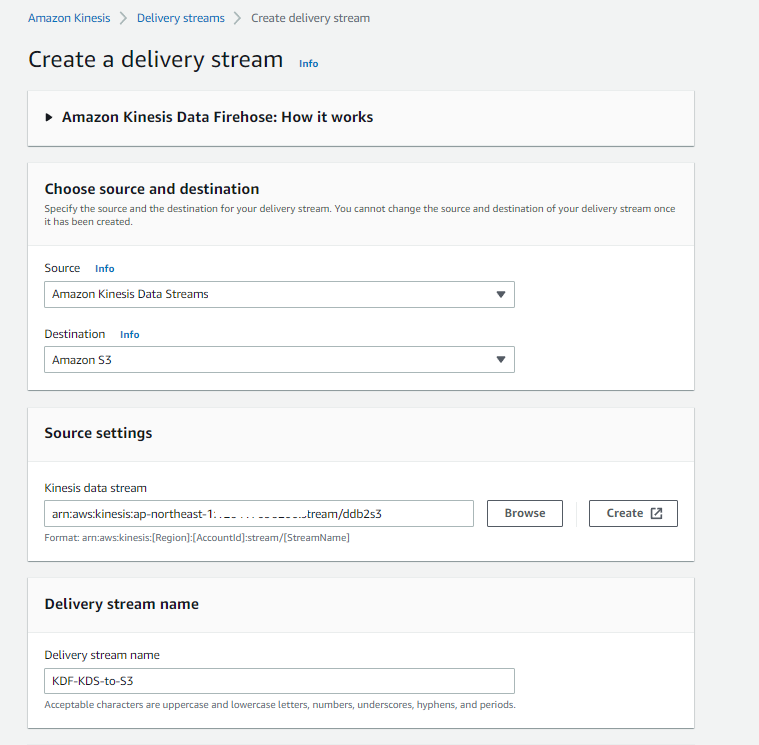 Amazon Kinesis > Delivery streams > Create delivery stream
Create a delivery stream Info
Amazon Kinesis Data Firehose: How it works
Choose source and destination
Specify the source and the destination for your delivery stream. You cannot change the source and destination of your delivery stream once
it has been created.
Source Info
Amazon Kinesis Data Streams
Destination Info
Amazon S3
Source settings
Kinesis data stream
arn:aws:kinesis:ap-northeast-1: stream/ddb2s3 Browse Create
Format: arn:aws:kinesis:[Region]:[AccountId]:stream/[StreamName]
Delivery stream name
Delivery stream name
KDF-KDS-to-S3
Acceptable characters are uppercase and lowercase letters, numbers, underscores, hyphens, and periods.